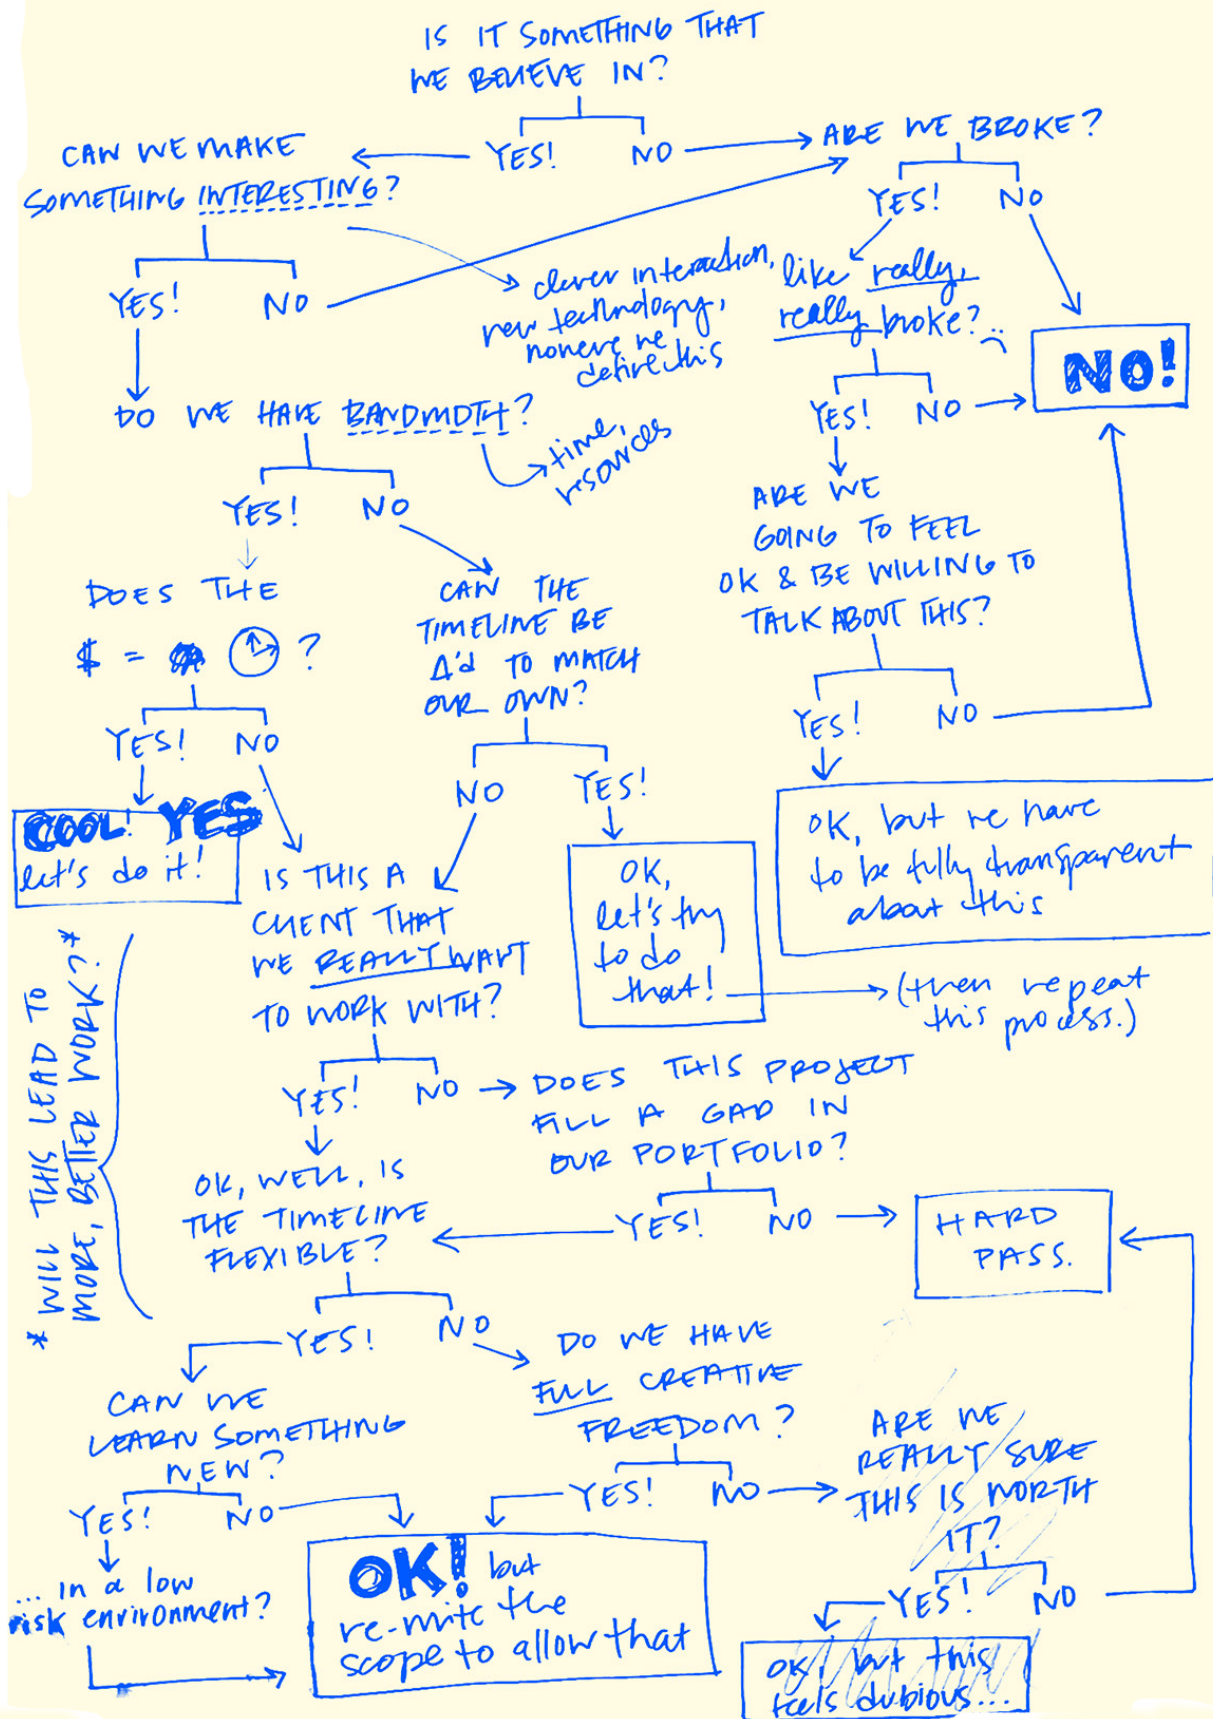 IS IT SOMETHING THAT
WE BELIEVE IN?
YES! NO
CAN WE MAKE
SOMETHING INTERESTING?
YES! NO
clever interaction,
new technology,
define this
DO WE HAVE BANDWIDTH?
time,
resources
YES! NO
DOES THE
$ = ?
YES! NO
COOL! YES
let's do it!
CAN THE
TIMELINE BE
Δ'd TO MATCH
OUR OWN?
NO YES!
OK,
let's try
to do
that!
(then repeat
this process.)
ARE WE BROKE?
YES! NO
like really,
really broke? :(
YES! NO
NO!
ARE WE
GOING TO FEEL
OK & BE WILLING TO
TALK ABOUT THIS?
YES! NO
OK, but we have
to be fully transparent
about this
IS THIS A
CLIENT THAT
WE REALLY WANT
TO WORK WITH?
YES! NO
* WILL THIS LEAD TO
MORE, BETTER WORK? *
DOES THIS PROJECT
FILL A GAP IN
OUR PORTFOLIO?
YES! NO
HARD
PASS.
OK, WELL, IS
THE TIMELINE
FLEXIBLE?
YES! NO
CAN WE
LEARN SOMETHING
NEW?
YES! NO
... in a low
risk environment?
DO WE HAVE
FULL CREATIVE
FREEDOM?
YES! NO
OK! but
re-write the
scope to allow that
ARE WE
REALLY SURE
THIS IS WORTH
IT?
YES! NO
OK, but this
feels dubious...